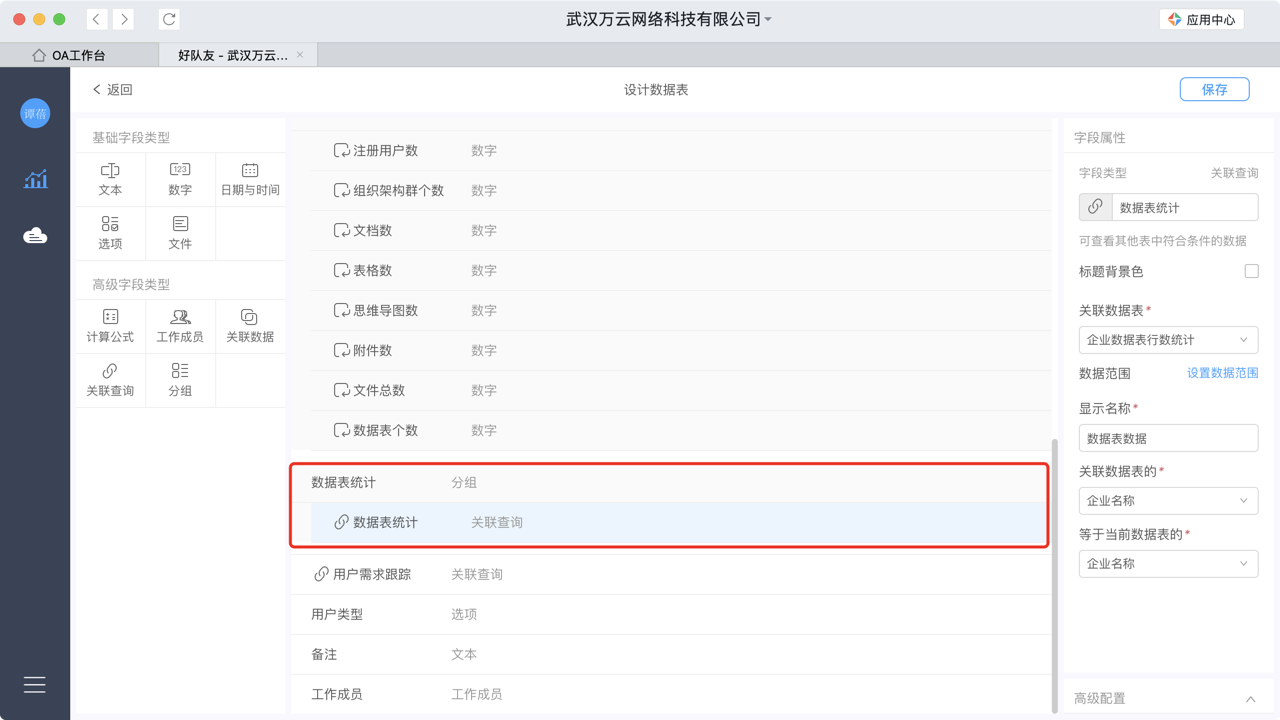 武汉万云网络科技有限公司
应用中心
OA工作台
好队友 - 武汉万云... ×
谭蓓
返回
设计数据表
保存
基础字段类型
文本
123
数字
日期与时间
选项
文件
高级字段类型
计算公式
工作成员
关联数据
关联查询
分组
注册用户数 数字
组织架构群个数 数字
文档数 数字
表格数 数字
思维导图数 数字
附件数 数字
文件总数 数字
数据表个数 数字
数据表统计 分组
数据表统计 关联查询
用户需求跟踪 关联查询
用户类型 选项
备注 文本
工作成员 工作成员
字段属性
字段类型 关联查询
数据表统计
可查看其他表中符合条件的数据
标题背景色
关联数据表*
企业数据表行数统计
数据范围 设置数据范围
显示名称*
数据表数据
关联数据表的*
企业名称
等于当前数据表的*
企业名称
高级配置